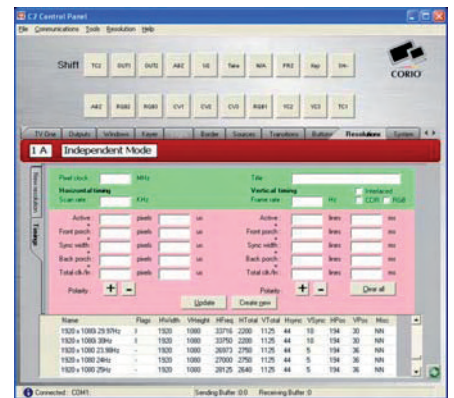 C2 Control Panel
File Communications Tools Resolution Help
Shift TC2 OUT1 OUT2 ABZ Take N/A PR2 Key
CORIO
ABZ RGB2 RGB3 CV1 CV2 CV3 RGB1 YC2 YC3 TC1
TV One Outputs Windows Keyer Border Sources Transitions Buttons Resolutions System
1 A Independent Mode
New resolution
Timings
Pixel clock : MHz Title :
Horizontal timing Vertical timing Interlaced
Scan rate : KHz Frame rate : Hz COR RGB
Active : pixels us Active : lines ms
Front porch : pixels us Front porch : lines ms
Sync width : pixels us Sync width : lines ms
Back porch : pixels us Back porch : lines ms
Total clk/ln : pixels us Total clk/ln : lines ms
Polarity : + - Polarity : + - Clear all
Update Create new
Name Flags HWidth VHeight HFreq HTotal VTotal Hsync VSync HPos VPos Misc
1920 x 1080i 29.97Hz I 1920 1080 33716 2200 1125 44 10 194 30 NN
1920 x 1080i 30Hz I 1920 1080 33750 2200 1125 44 10 194 30 NN
1920 x 1080 23.98Hz - 1920 1080 26973 2750 1125 44 5 194 36 NN
1920 x 1080 24Hz - 1920 1080 27000 2750 1125 44 5 194 36 NN
1920 x 1080 25Hz - 1920 1080 28125 2640 1125 44 5 194 36 NN
Connected : COM1: Sending Buffer :0:0 Receiving Buffer :0